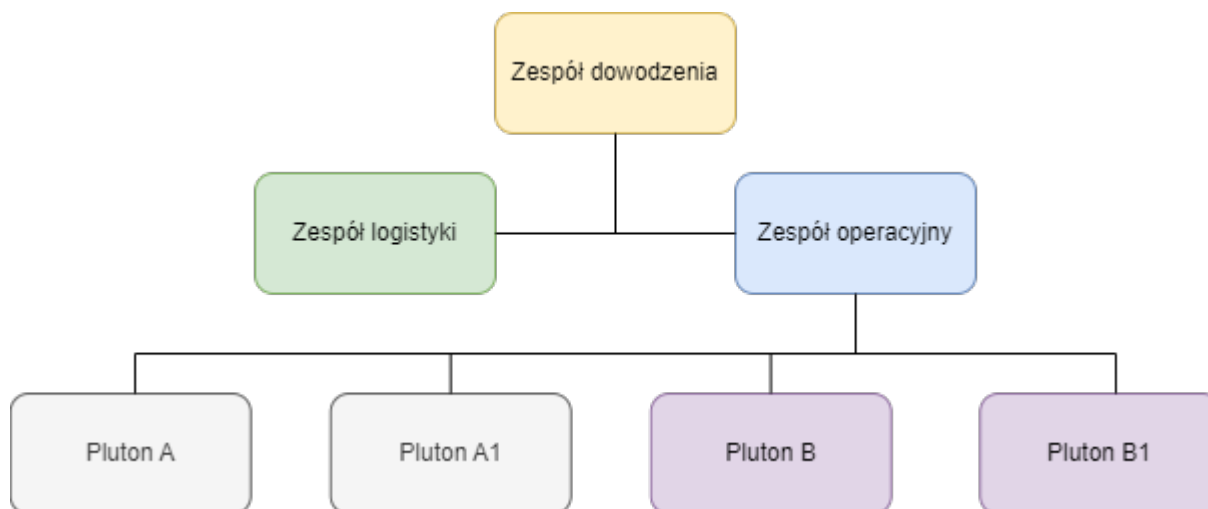 Zespół dowodzenia
Zespół logistyki
Zespół operacyjny
Pluton A
Pluton A1
Pluton B
Pluton B1